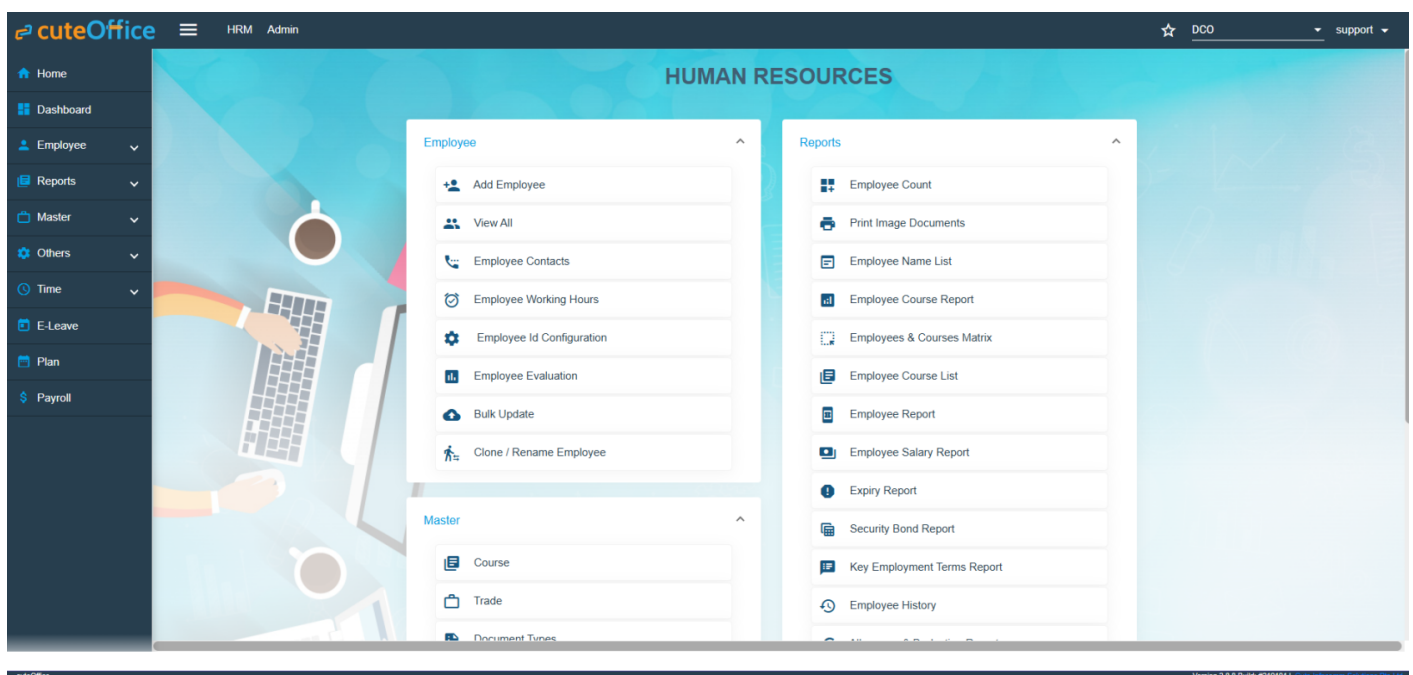 cuteOffice
HRM Admin
DCO
support
Home
Dashboard
Employee
Reports
Master
Others
Time
E-Leave
Plan
Payroll
HUMAN RESOURCES
Employee
Add Employee
View All
Employee Contacts
Employee Working Hours
Employee Id Configuration
Employee Evaluation
Bulk Update
Clone / Rename Employee
Master
Course
Trade
Document Types
Reports
Employee Count
Print Image Documents
Employee Name List
Employee Course Report
Employees & Courses Matrix
Employee Course List
Employee Report
Employee Salary Report
Expiry Report
Security Bond Report
Key Employment Terms Report
Employee History